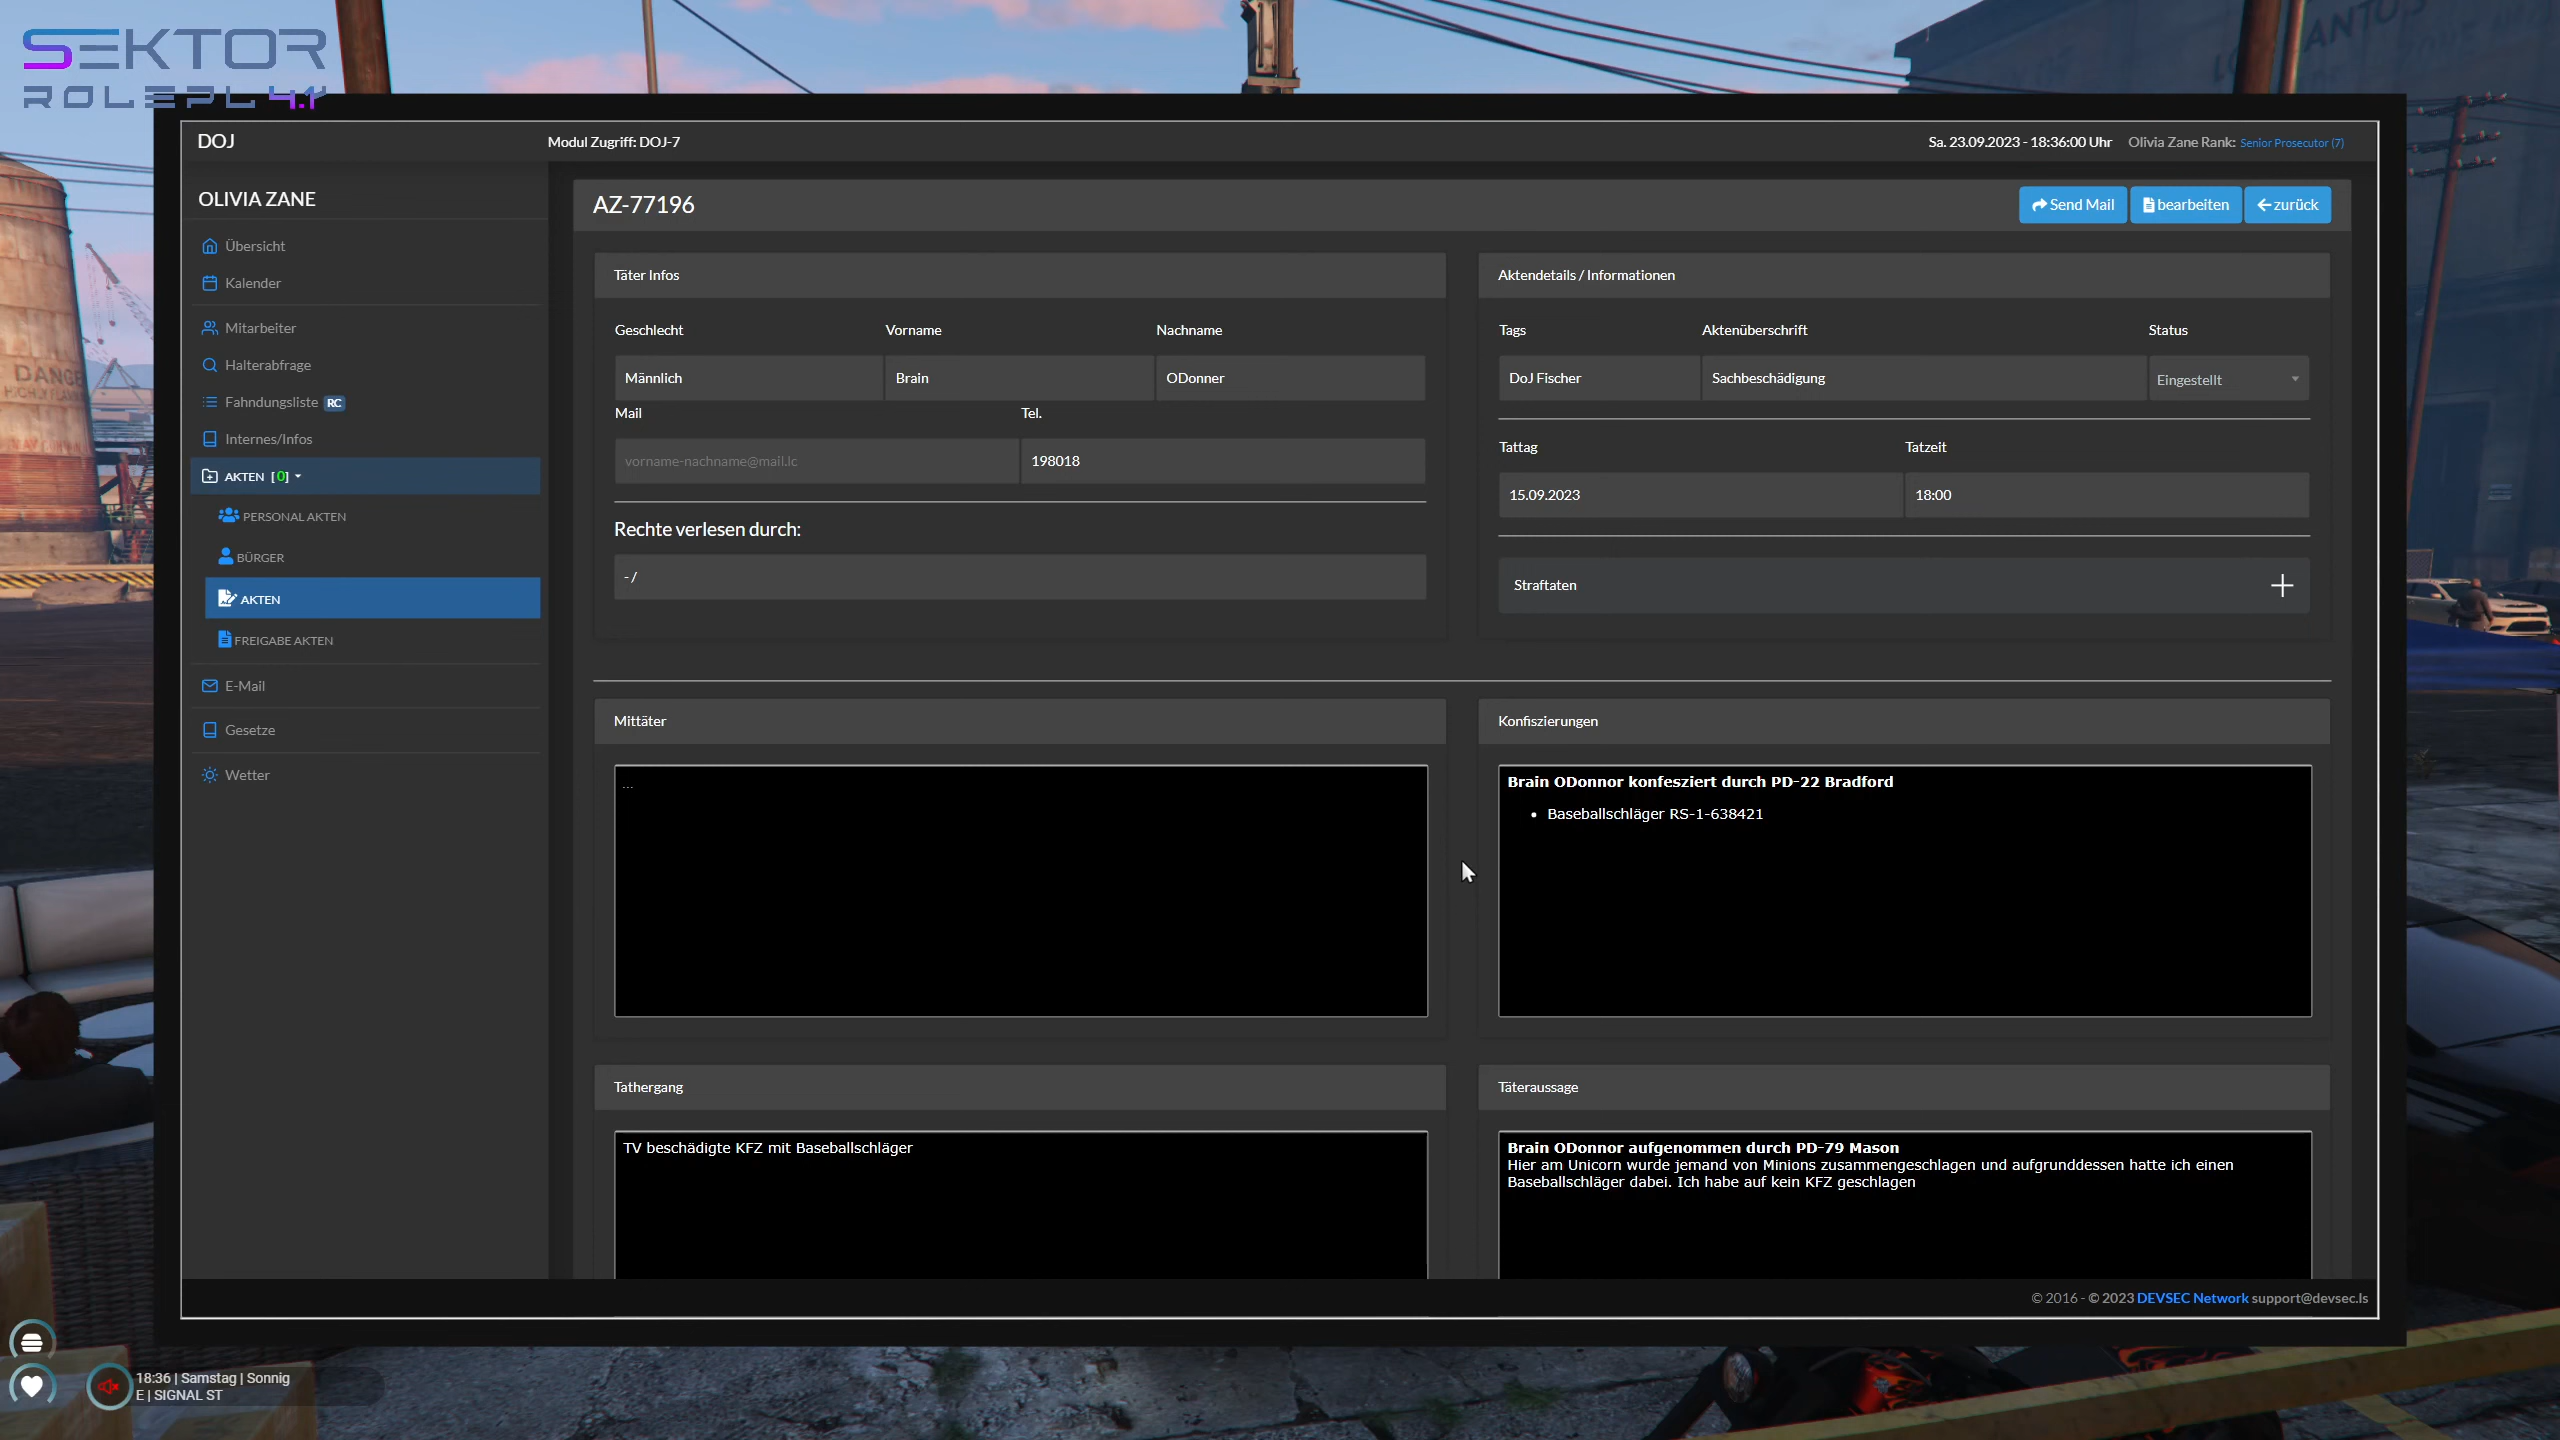 SEKTOR
ROLEPL4.Y
DOJ
Modul Zugriff: DOJ-7
Sa. 23.09.2023 - 18:36:00 Uhr
Olivia Zane Rank: Senior Prosecutor (7)
OLIVIA ZANE
Übersicht
Kalender
Mitarbeiter
Halterabfrage
Fahndungsliste RC
Internes/Infos
AKTEN [0]
PERSONAL AKTEN
BÜRGER
AKTEN
FREIGABE AKTEN
E-Mail
Gesetze
Wetter
AZ-77196
Send Mail
bearbeiten
zurück
Täter Infos
Geschlecht Vorname Nachname
Männlich Brain ODonner
Mail Tel.
vorname-nachname@mail.lc 198018
Rechte verlesen durch:
- /
Aktendetails / Informationen
Tags Aktenüberschrift Status
DoJ Fischer Sachbeschädigung Eingestellt
Tattag Tatzeit
15.09.2023 18:00
Straftaten
Mittäter
...
Konfiszierungen
Brain ODonnor konfesziert durch PD-22 Bradford
• Baseballschläger RS-1-638421
Tathergang
TV beschädigte KFZ mit Baseballschläger
Täteraussage
Brain ODonnor aufgenommen durch PD-79 Mason
Hier am Unicorn wurde jemand von Minions zusammengeschlagen und aufgrunddessen hatte ich einen
Baseballschläger dabei. Ich habe auf kein KFZ geschlagen
© 2016 - © 2023 DEVSEC Network support@devsec.ls
18:36 | Samstag | Sonnig
E | SIGNAL ST
DANGE